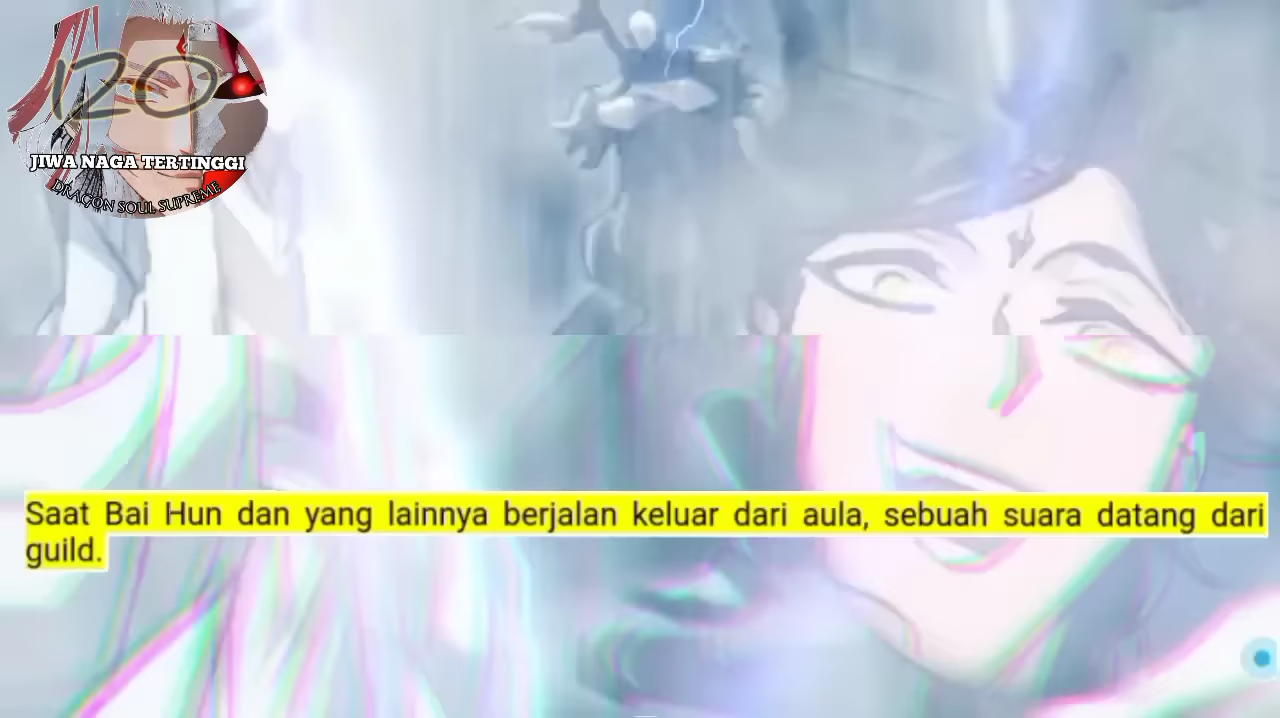 120
JIWA NAGA TERTINGGI
DRAGON SOUL SUPREME
Saat Bai Hun dan yang lainnya berjalan keluar dari aula, sebuah suara datang dari
guild.